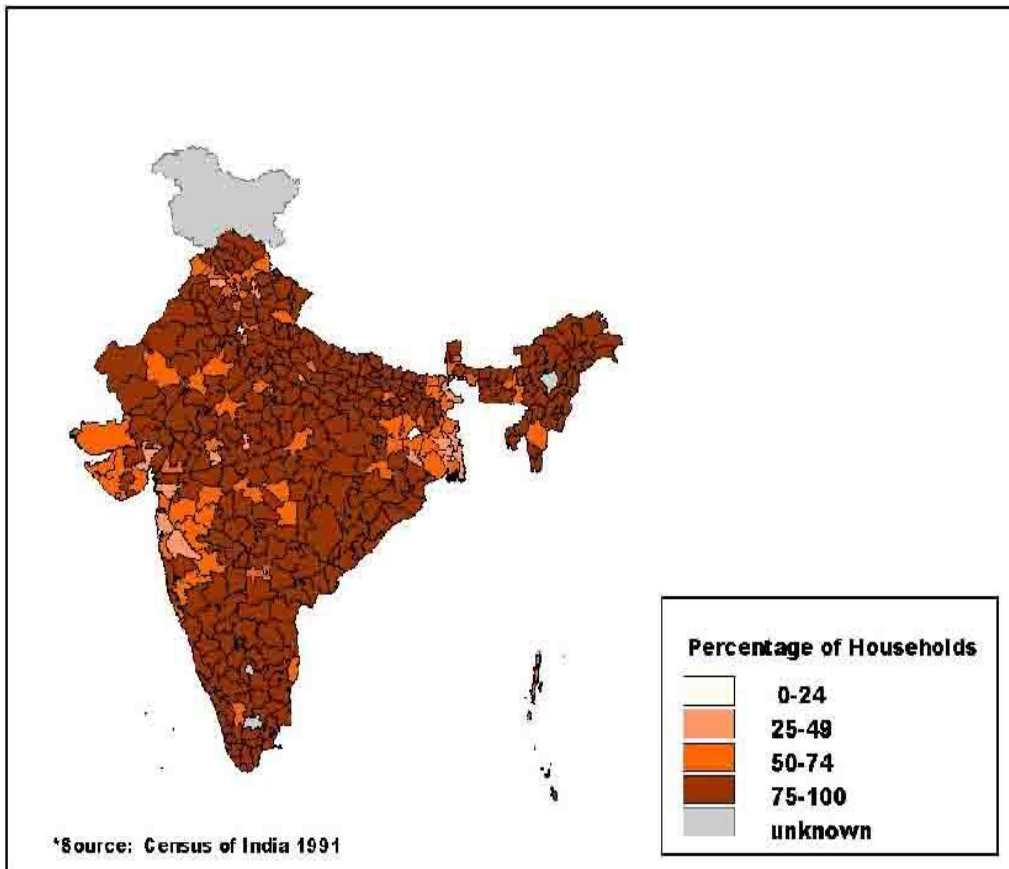 Percentage of Households
0-24
25-49
50-74
75-100
unknown
*Source: Census of India 1991